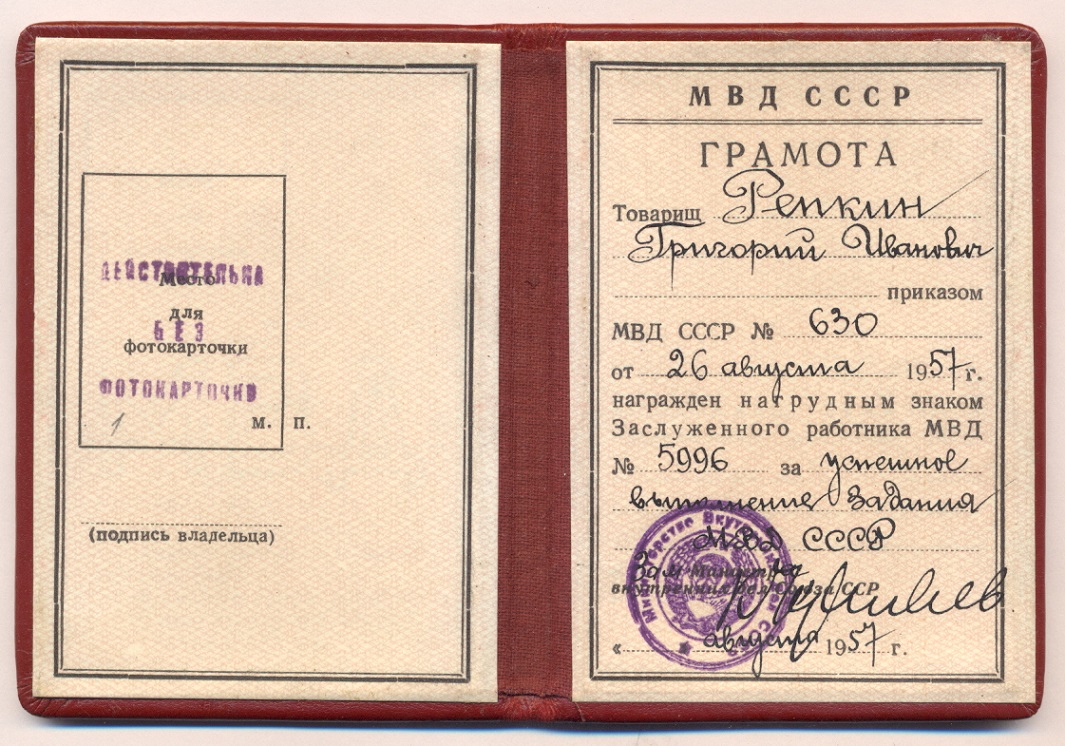 ДЕЙСТВИТЕЛЬНА
Место
для
БЕЗ
фотокарточки
ФОТОКАРТОЧКИ
1
М. П.
(подпись владельца)
МВД СССР
ГРАМОТА
Товарищ Репкин
Григорий Иванович
приказом
МВД СССР № 630
от 26 августа 1957 г.
награжден нагрудным знаком
Заслуженного работника МВД
№ 5996 за успешное
выполнение задания
МВД СССР
Зам Министра
внутренних дел Союза ССР
« августа 1957 г.